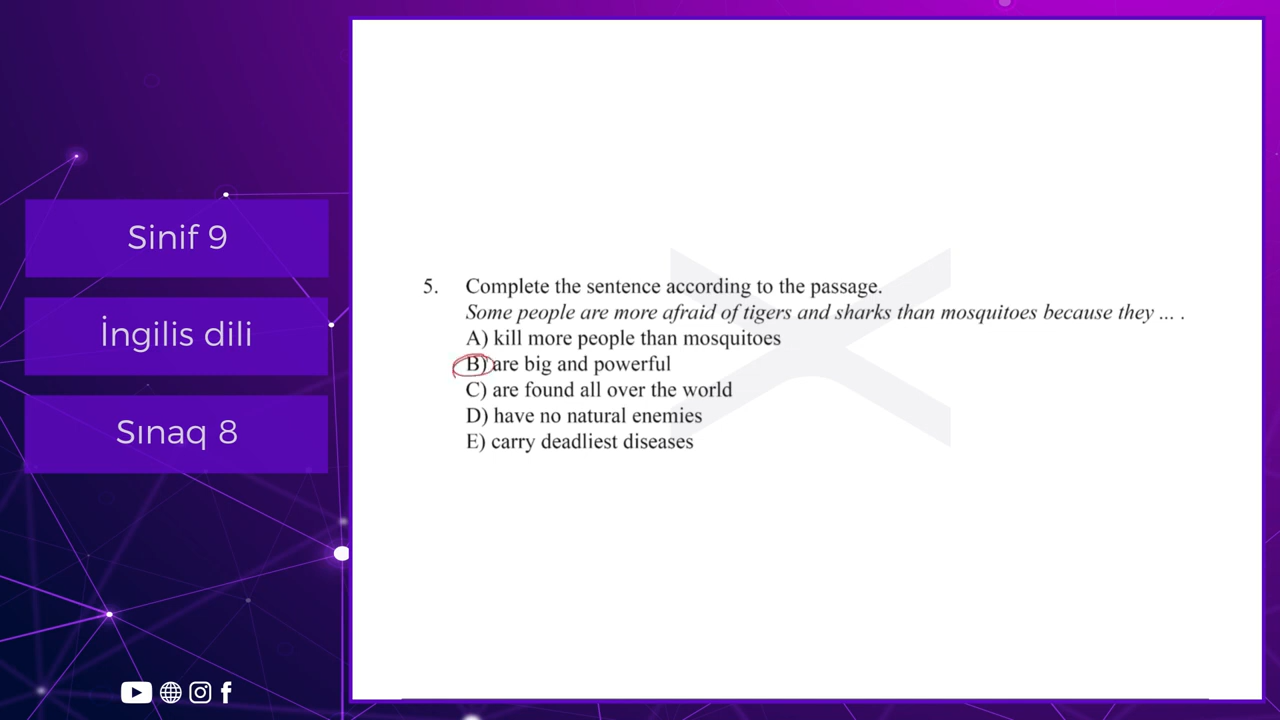 Sinif 9
İngilis dili
Sınaq 8
5. Complete the sentence according to the passage.
Some people are more afraid of tigers and sharks than mosquitoes because they ... .
A) kill more people than mosquitoes
B) are big and powerful
C) are found all over the world
D) have no natural enemies
E) carry deadliest diseases